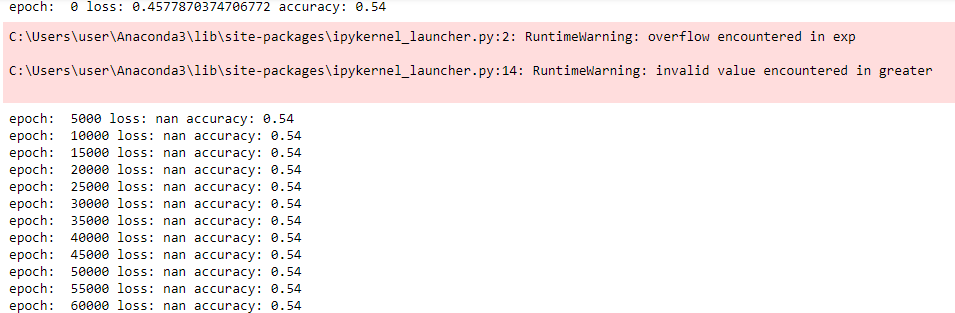 epoch:  0 loss: 0.4577870374706772 accuracy: 0.54
C:\Users\user\Anaconda3\lib\site-packages\ipykernel_launcher.py:2: RuntimeWarning: overflow encountered in exp
C:\Users\user\Anaconda3\lib\site-packages\ipykernel_launcher.py:14: RuntimeWarning: invalid value encountered in greater
epoch:  5000 loss: nan accuracy: 0.54
epoch:  10000 loss: nan accuracy: 0.54
epoch:  15000 loss: nan accuracy: 0.54
epoch:  20000 loss: nan accuracy: 0.54
epoch:  25000 loss: nan accuracy: 0.54
epoch:  30000 loss: nan accuracy: 0.54
epoch:  35000 loss: nan accuracy: 0.54
epoch:  40000 loss: nan accuracy: 0.54
epoch:  45000 loss: nan accuracy: 0.54
epoch:  50000 loss: nan accuracy: 0.54
epoch:  55000 loss: nan accuracy: 0.54
epoch:  60000 loss: nan accuracy: 0.54